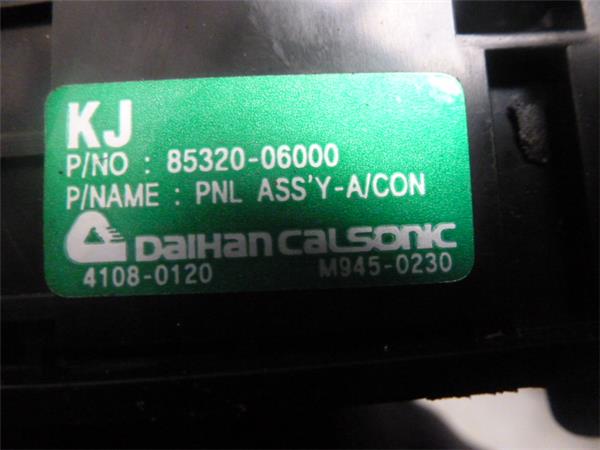 KJ
P/NO : 85320-06000
P/NAME : PNL ASS'Y-A/CON
DAIHAN CALSONIC
4108-0120 M945-0230